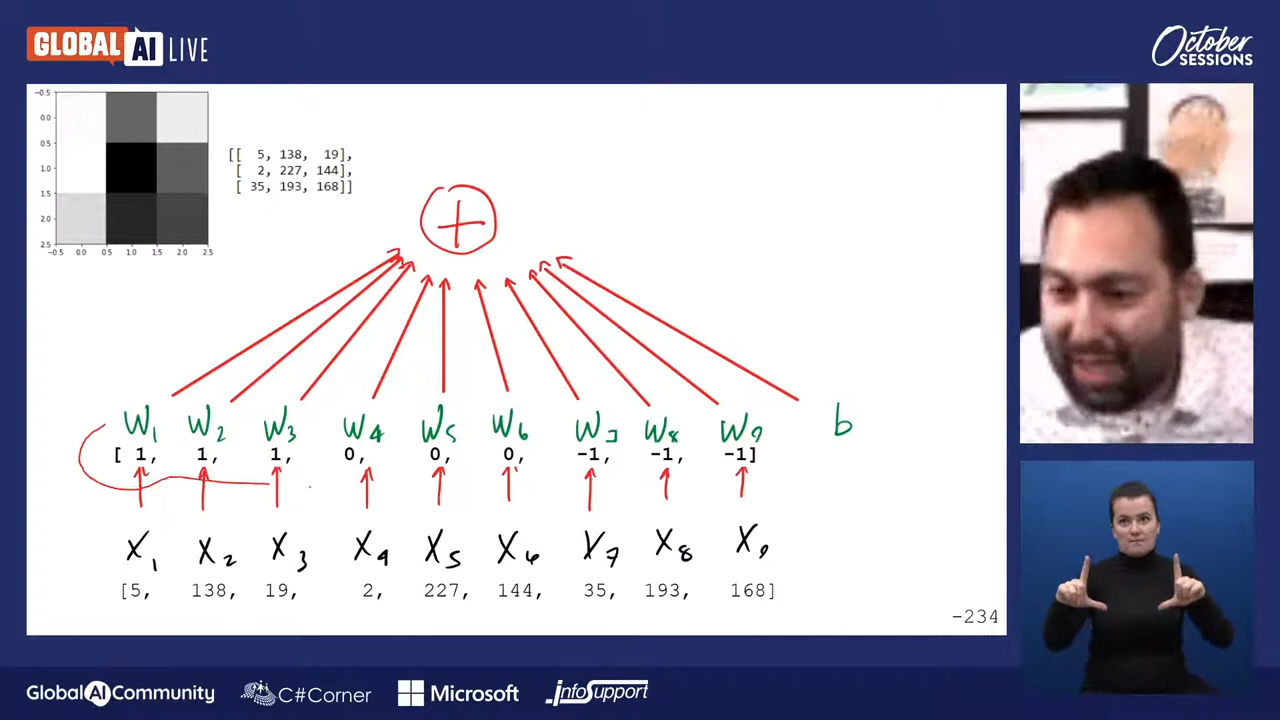 GLOBAL AI LIVE
October
SESSIONS
−0.5
0.0
0.5
1.0
1.5
2.0
2.5
−0.5 0.0 0.5 1.0 1.5 2.0 2.5
[[ 5, 138, 19],
[ 2, 227, 144],
[ 35, 193, 168]]
+
W1 W2 W3 W4 W5 W6 W7 W8 W9 b
[ 1, 1, 1, 0, 0, 0, -1, -1, -1]
X1 X2 X3 X4 X5 X6 X7 X8 X9
[5, 138, 19, 2, 227, 144, 35, 193, 168]
-234
Global AI Community C#Corner Microsoft infoSupport